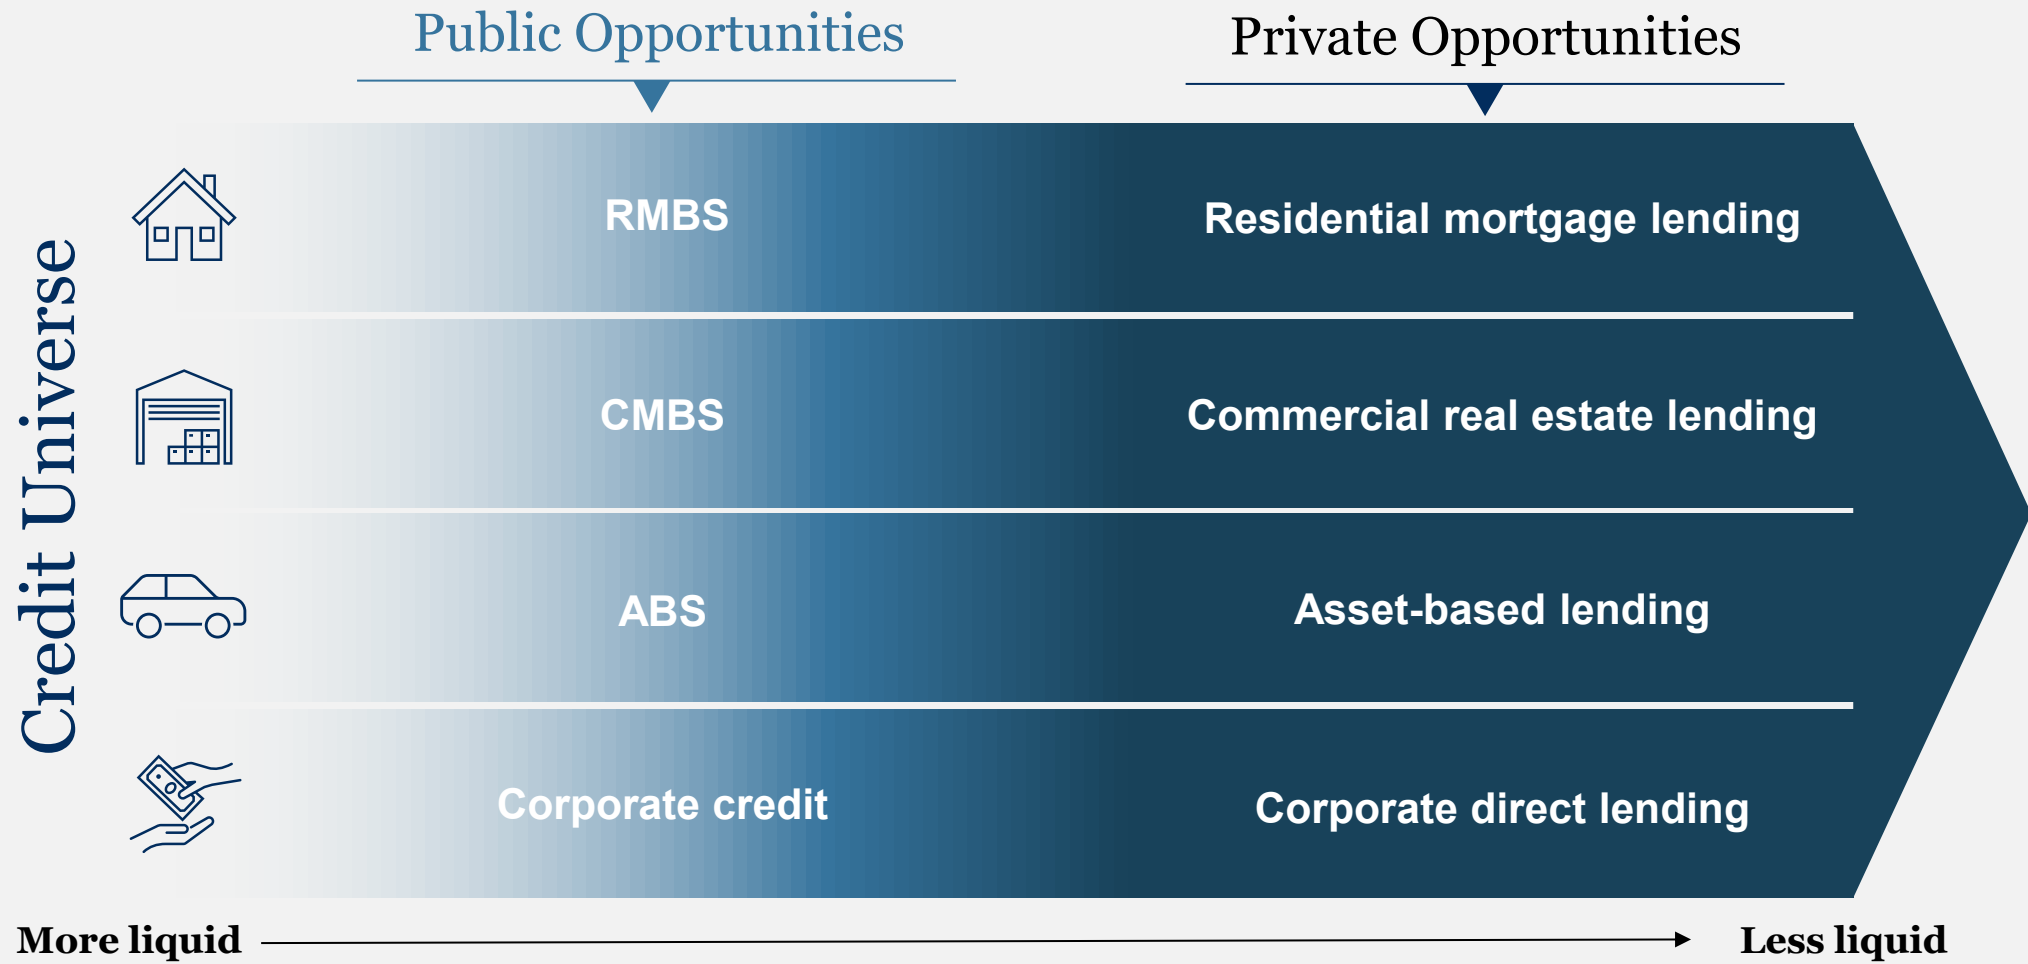 Public Opportunities
Private Opportunities
Credit Universe
RMBS
Residential mortgage lending
CMBS
Commercial real estate lending
ABS
Asset-based lending
Corporate credit
Corporate direct lending
More liquid
Less liquid